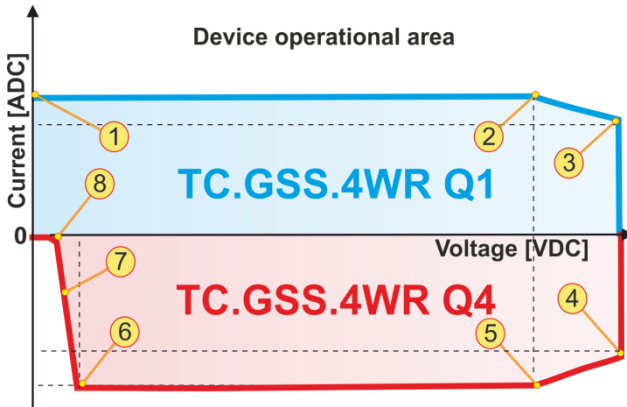 Device operational area
Current [ADC]
1
2
3
8
TC.GSS.4WR Q1
0
Voltage [VDC]
7
TC.GSS.4WR Q4
4
6
5